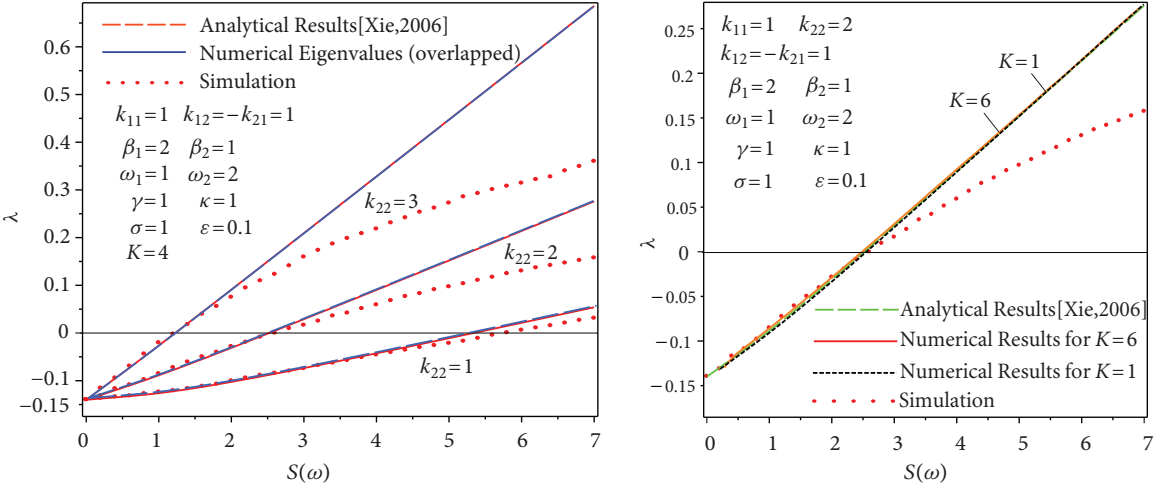 Analytical Results[Xie,2006]
Numerical Eigenvalues (overlapped)
Simulation
k11=1 k12=−k21=1
β1=2 β2=1
ω1=1 ω2=2
γ=1 κ=1
σ=1 ε=0.1
K=4
k22=3
k22=2
k22=1
0.6
0.5
0.4
0.3
0.2
0.1
0
−0.1
−0.15
λ
0 1 2 3 4 5 6 7
S(ω)
k11=1 k22=2
k12=−k21=1
β1=2 β2=1
ω1=1 ω2=2
γ=1 κ=1
σ=1 ε=0.1
K=1
K=6
Analytical Results[Xie,2006]
Numerical Results for K=6
Numerical Results for K=1
Simulation
0.25
0.20
0.15
0.1
0.05
0
−0.05
−0.1
−0.15
λ
0 1 2 3 4 5 6 7
S(ω)